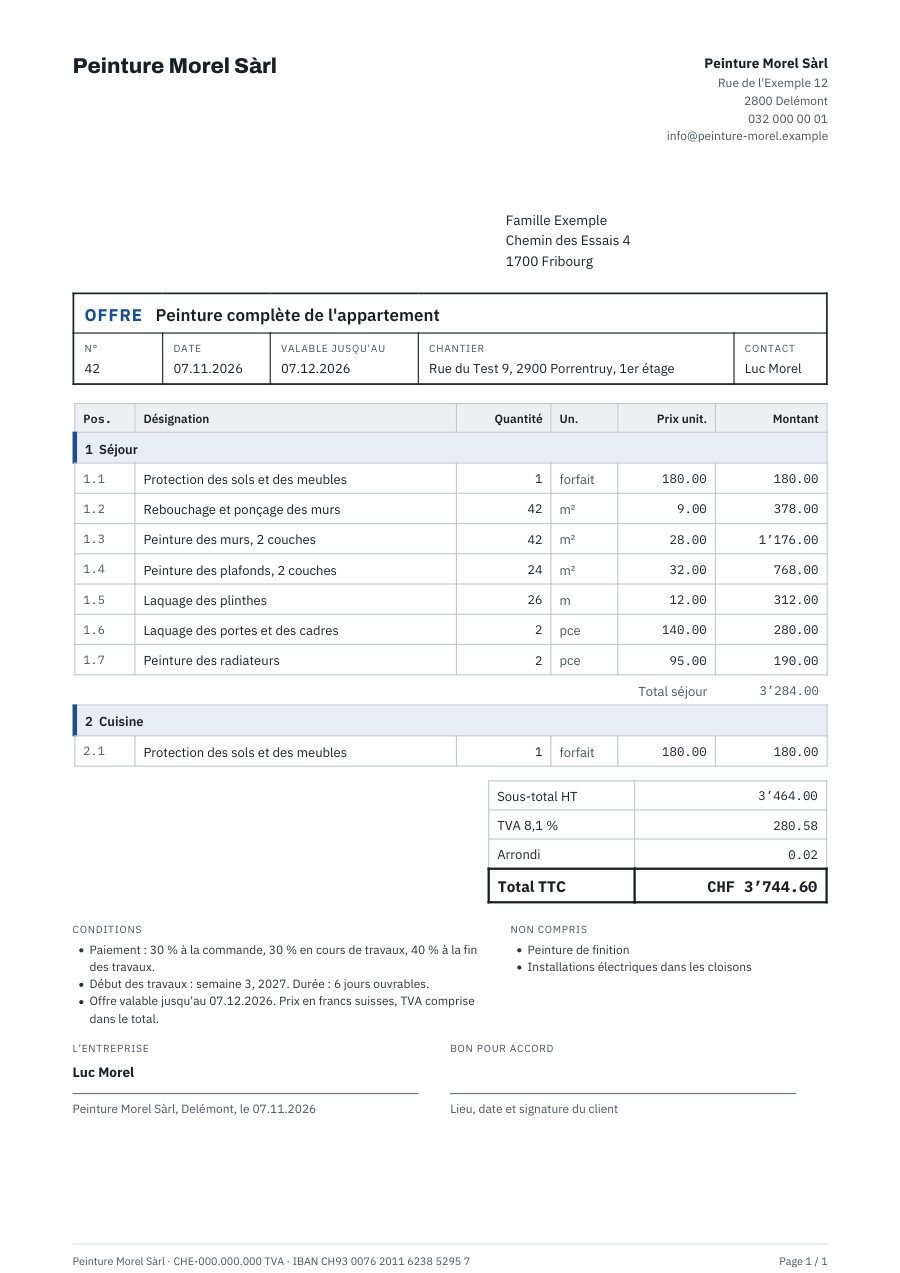 Peinture Morel Sàrl
Peinture Morel Sàrl
Rue de l'Exemple 12
2800 Delémont
032 000 00 01
info@peinture-morel.example
Famille Exemple
Chemin des Essais 4
1700 Fribourg
OFFRE Peinture complète de l'appartement
N° DATE VALABLE JUSQU'AU CHANTIER CONTACT
42 07.11.2026 07.12.2026 Rue du Test 9, 2900 Porrentruy, 1er étage Luc Morel
Pos. Désignation Quantité Un. Prix unit. Montant
1 Séjour
1.1 Protection des sols et des meubles 1 forfait 180.00 180.00
1.2 Rebouchage et ponçage des murs 42 m² 9.00 378.00
1.3 Peinture des murs, 2 couches 42 m² 28.00 1’176.00
1.4 Peinture des plafonds, 2 couches 24 m² 32.00 768.00
1.5 Laquage des plinthes 26 m 12.00 312.00
1.6 Laquage des portes et des cadres 2 pce 140.00 280.00
1.7 Peinture des radiateurs 2 pce 95.00 190.00
Total séjour 3’284.00
2 Cuisine
2.1 Protection des sols et des meubles 1 forfait 180.00 180.00
Sous-total HT 3’464.00
TVA 8,1 % 280.58
Arrondi 0.02
Total TTC CHF 3’744.60
CONDITIONS
• Paiement : 30 % à la commande, 30 % en cours de travaux, 40 % à la fin
des travaux.
• Début des travaux : semaine 3, 2027. Durée : 6 jours ouvrables.
• Offre valable jusqu'au 07.12.2026. Prix en francs suisses, TVA comprise
dans le total.
NON COMPRIS
• Peinture de finition
• Installations électriques dans les cloisons
L'ENTREPRISE
Luc Morel
Peinture Morel Sàrl, Delémont, le 07.11.2026
BON POUR ACCORD
Lieu, date et signature du client
Peinture Morel Sàrl · CHE-000.000.000 TVA · IBAN CH93 0076 2011 6238 5295 7
Page 1 / 1